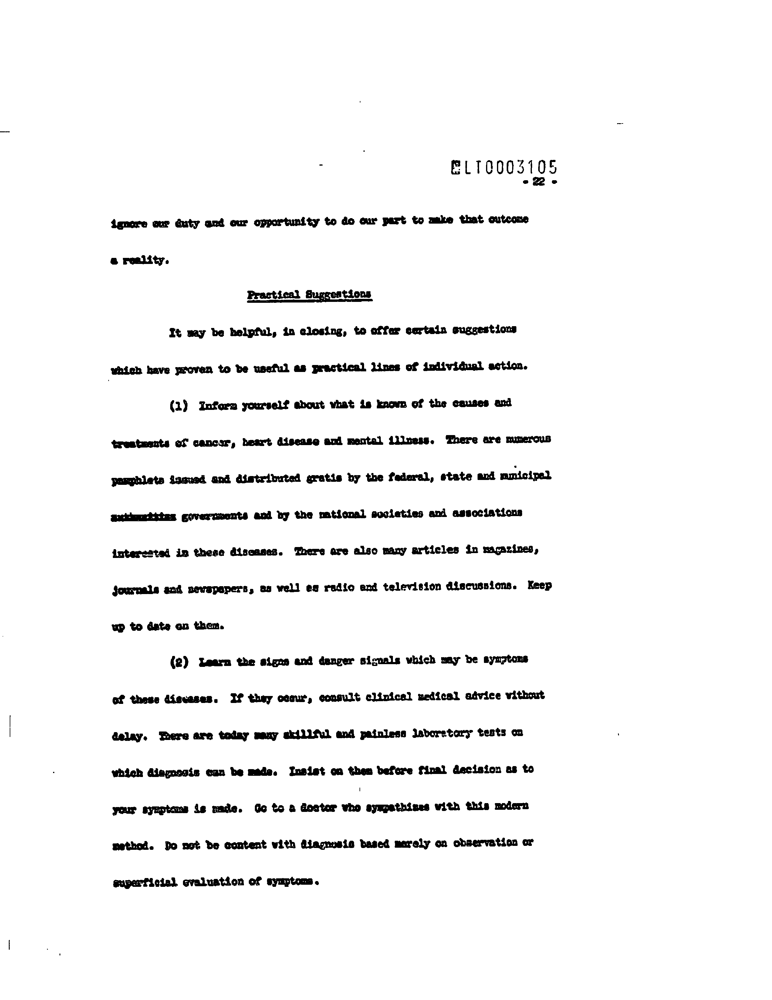 CLT0003105
- 22 -
ignore our duty and our opportunity to do our part to make that outcome
a reality.
Practical Suggestions
It may be helpful, in closing, to offer certain suggestions
which have proven to be useful as practical lines of individual action.
(1) Inform yourself about what is known of the causes and
treatments of cancer, heart disease and mental illness. There are numerous
pamphlets issued and distributed gratis by the federal, state and municipal
governments and by the national societies and associations
interested in these diseases. There are also many articles in magazines,
journals and newspapers, as well as radio and television discussions. Keep
up to date on them.
(2) Learn the signs and danger signals which may be symptoms
of these diseases. If they occur, consult clinical medical advice without
delay. There are today many skillful and painless laboratory tests on
which diagnosis can be made. Insist on them before final decision as to
your symptoms is made. Go to a doctor who sympathizes with this modern
method. Do not be content with diagnosis based merely on observation or
superficial evaluation of symptoms.